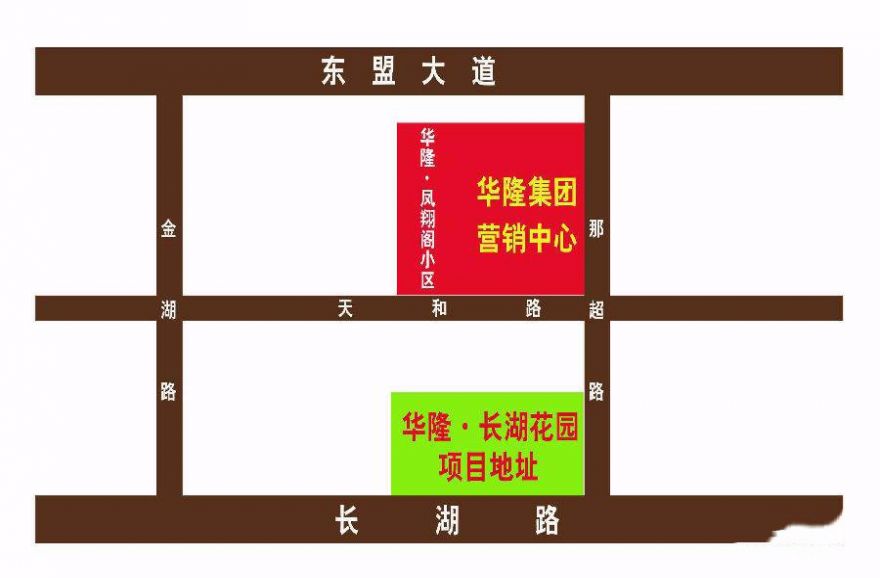 东盟大道
华隆·凤翔阁小区
华隆集团
营销中心
金湖路
那超路
天和路
华隆·长湖花园
项目地址
长湖路